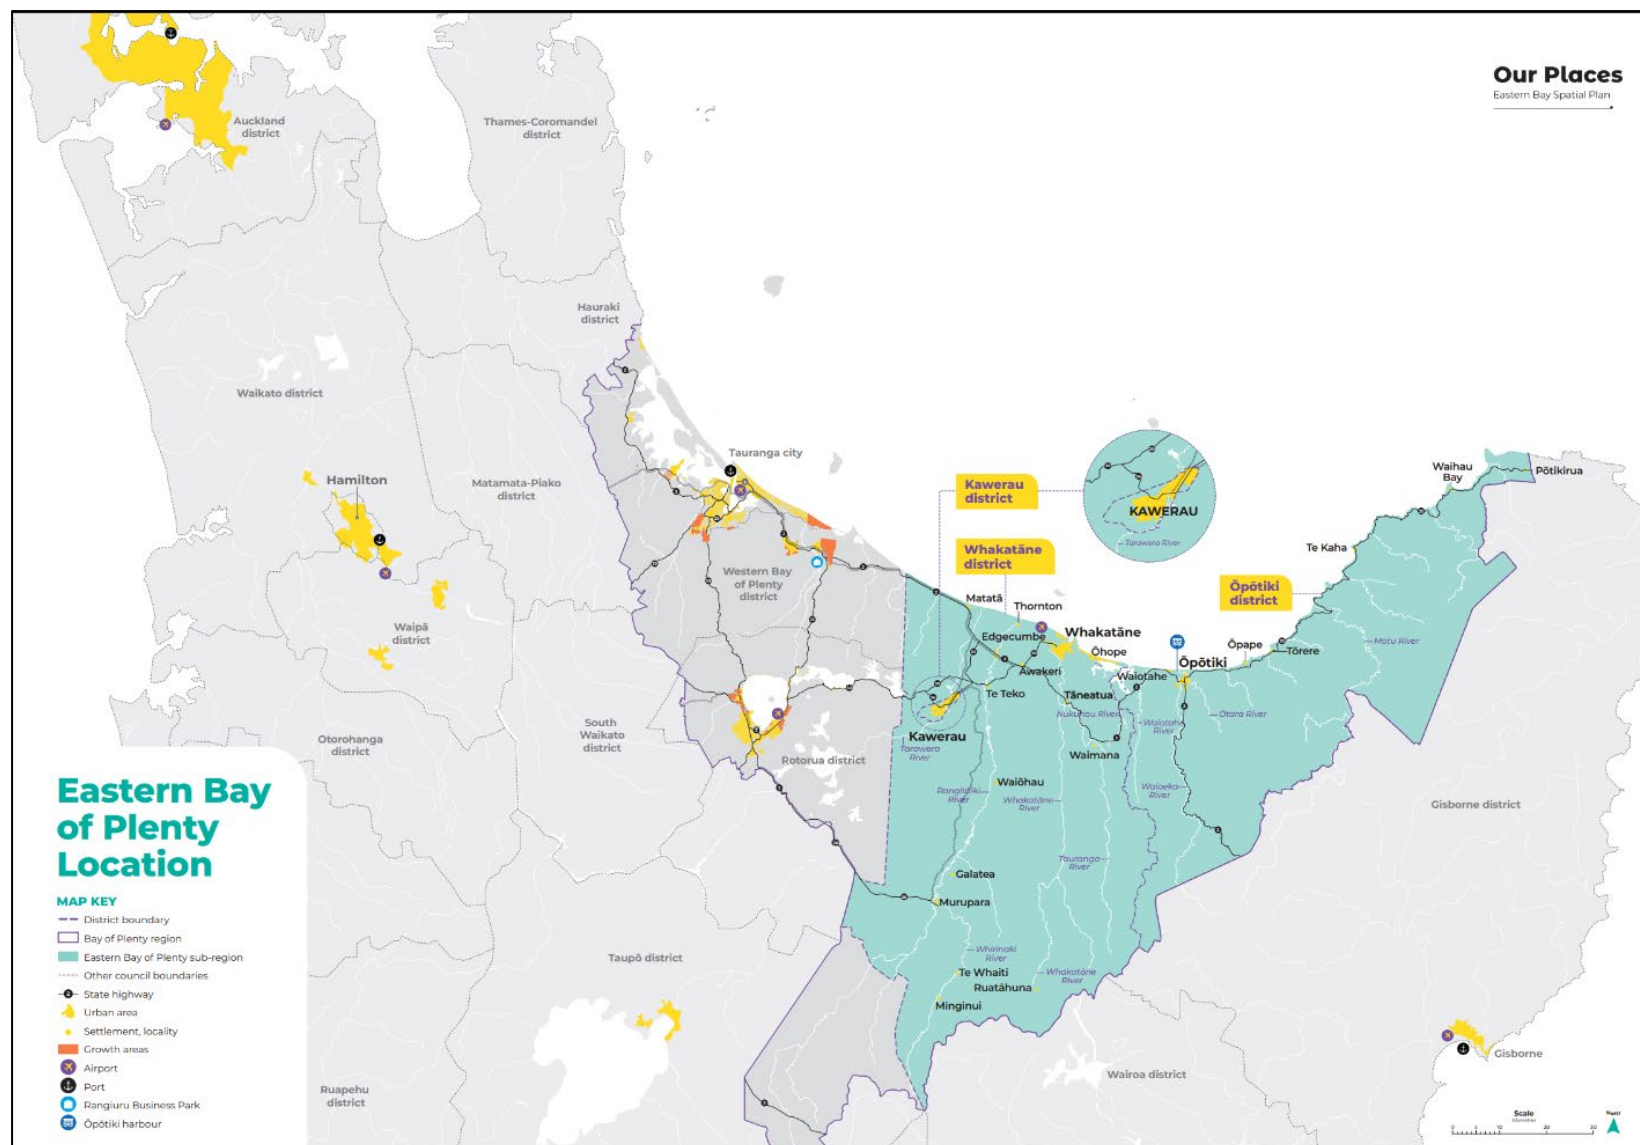 Our Places
Eastern Bay Spatial Plan
Auckland
district
Thames-Coromandel
district
Hauraki
district
Waikato district
Hamilton
Matamata-Piako
district
Tauranga city
Waipā
district
Western Bay
of Plenty
district
Otorohanga
district
South
Waikato
district
Rotorua district
Kawerau
district
KAWERAU
Tarawera River
Whakatāne
district
Ōpōtiki
district
Waihau
Bay
Pōtikirua
Te Kaha
Matatā
Thornton
Edgecumbe
Whakatāne
Ōhope
Awakeri
Te Teko
Tāneatua
Waiotahe
Ōpōtiki
Ōpape
Tōrere
Motu River
Nukuhou River
Otara River
Kawerau
Tarawera
River
Waimana
Waioeka
River
Waiōhau
Rangitāiki
River
Whakatāne
River
Tauranga
River
Galatea
Murupara
Whirinaki
River
Te Whaiti
Ruatāhuna
Whakatāne
River
Minginui
Gisborne district
Taupō district
Ruapehu
district
Wairoa district
Gisborne
Eastern Bay
of Plenty
Location
MAP KEY
District boundary
Bay of Plenty region
Eastern Bay of Plenty sub-region
Other council boundaries
State highway
Urban area
Settlement, locality
Growth areas
Airport
Port
Rangiuru Business Park
Ōpōtiki harbour
Scale
0 5 10 20 30